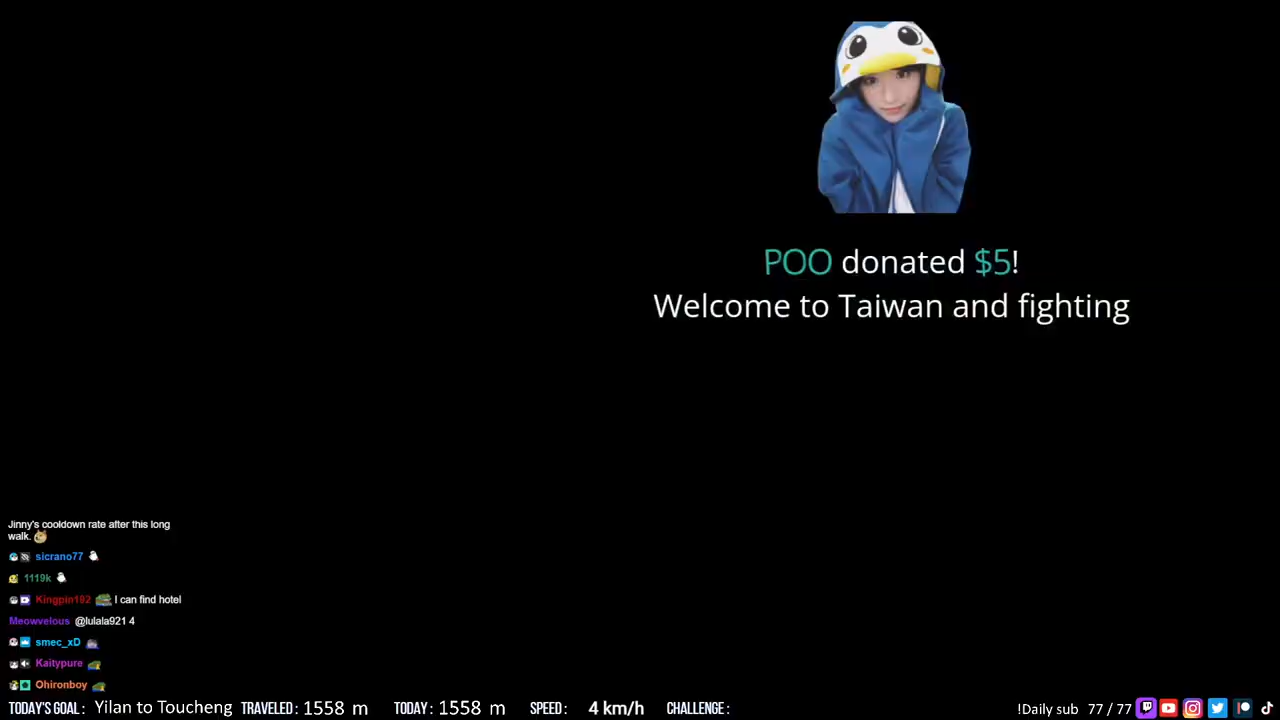 POO donated $5!
Welcome to Taiwan and fighting
Jinny's cooldown rate after this long
walk.
sicrano77
1119k
Kingpin192 I can find hotel
Meowvelous @lulala921 4
smec_xD
Kaitypure
Ohironboy
TODAY'S GOAL: Yilan to Toucheng TRAVELED: 1558 m TODAY: 1558 m SPEED: 4 km/h CHALLENGE: !Daily sub 77 / 77